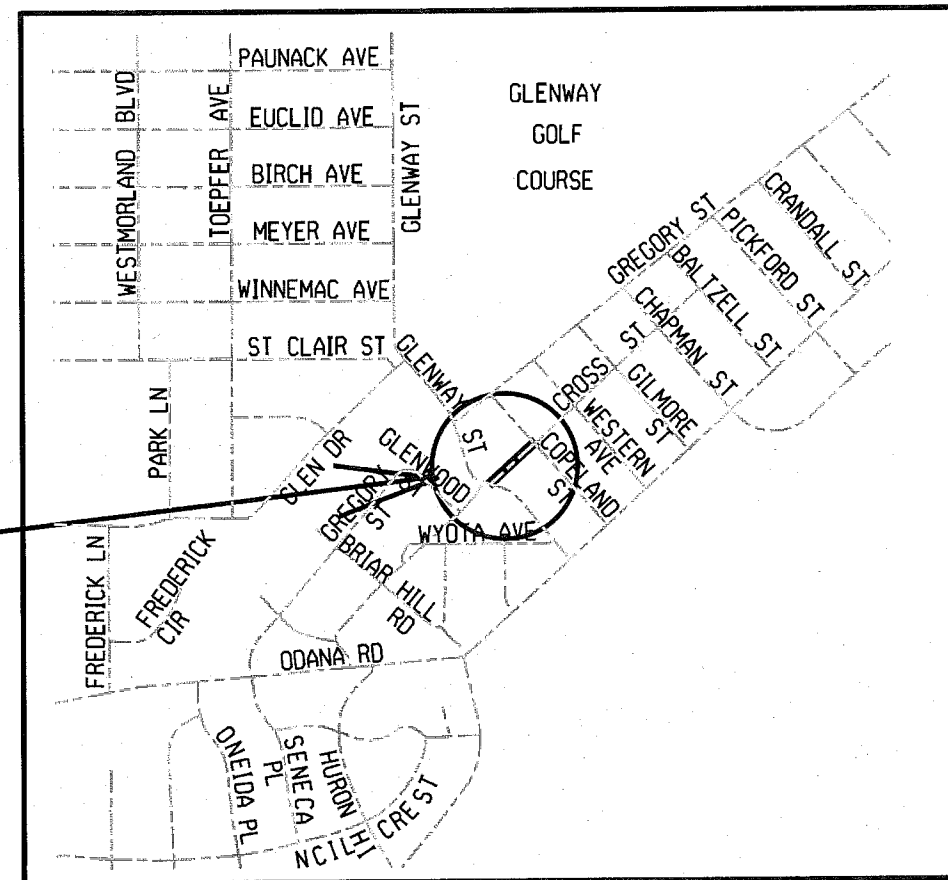 PAUNACK AVE
EUCLID AVE
BIRCH AVE
MEYER AVE
WINNEMAC AVE
ST CLAIR ST
WESTMORLAND BLVD
TOEPFER AVE
GLENWAY ST
GLENWAY
GOLF
COURSE
GREGORY ST
CRANDALL ST
PICKFORD ST
BALTZELL ST
CHAPMAN ST
CROSS ST
GILMORE ST
WESTERN AVE
COPELAND ST
GLENWAY ST
GLENWOOD
PARK LN
GLEN DR
GREGORY ST
ST
WYOTA AVE
BRIAR HILL RD
FREDERICK LN
FREDERICK CIR
ODANA RD
ONEIDA PL
SENECA PL
HURON HI
NCIL
CREST